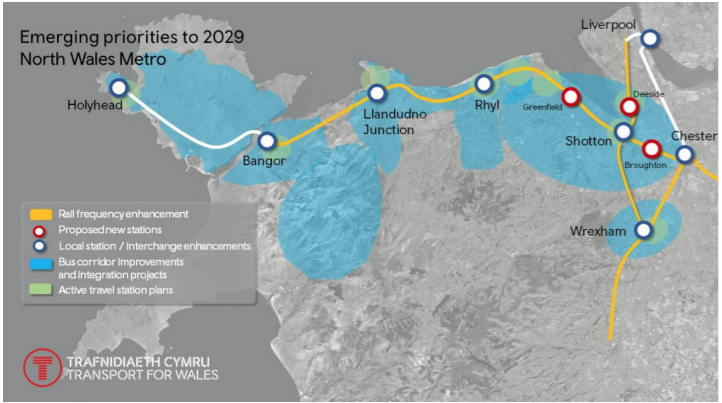 Emerging priorities to 2029
North Wales Metro
Liverpool
Holyhead
Bangor
Llandudno
Junction
Rhyl
Greenfield
Deeside
Shotton
Chester
Broughton
Wrexham
Rail frequency enhancement
Proposed new stations
Local station / interchange enhancements
Bus corridor improvements
and integration projects
Active travel station plans
T
TRAFNIDIAETH CYMRU
TRANSPORT FOR WALES